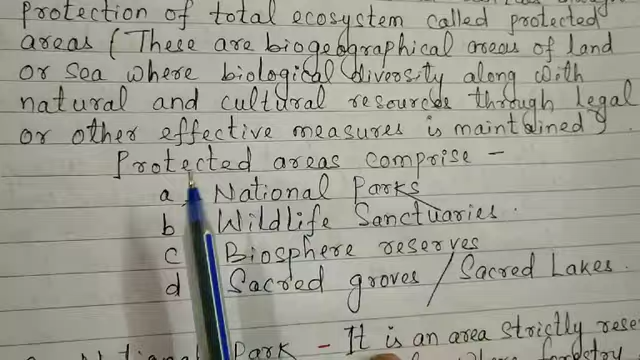 protection of total ecosystem called protected
areas (These are biogeographical areas of land
or sea where biological diversity along with
natural and cultural resources through legal
or other effective measures is maintained)
Protected areas comprise -
a, National Parks
b Wildlife Sanctuaries.
c Biosphere reserves
d Sacred groves / Sacred Lakes.
Park - It is an area strictly rese